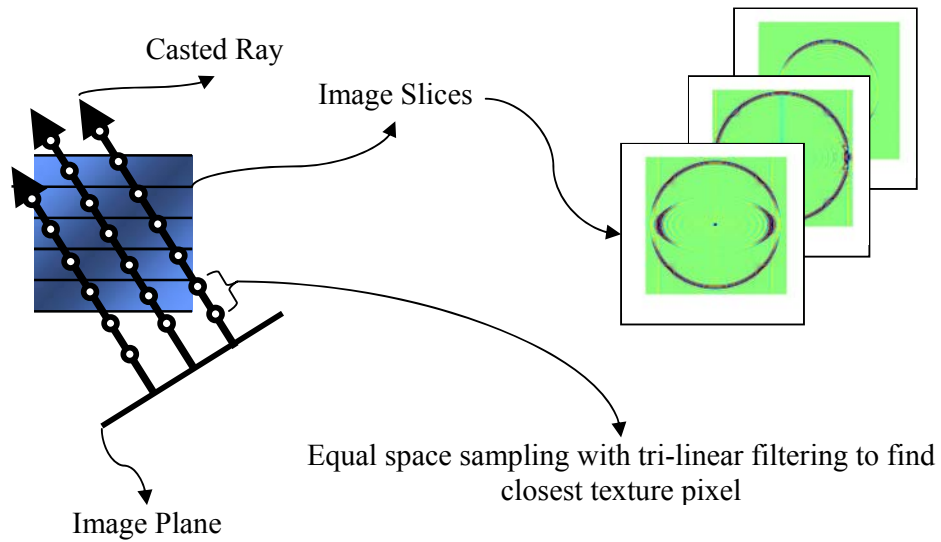 Casted Ray
Image Slices
Equal space sampling with tri-linear filtering to find
closest texture pixel
Image Plane